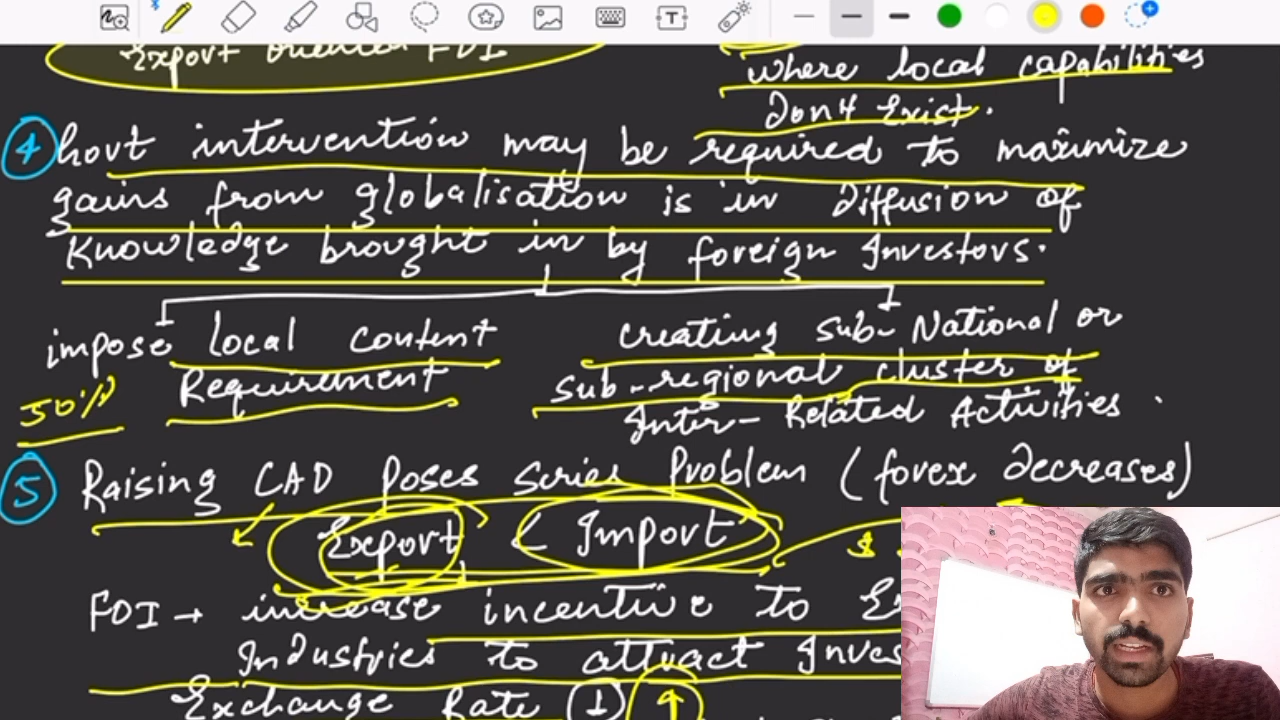 Export oriented FDI
where local capabilities
Don't Exist.
④ Govt intervention may be required to maximize
gains from globalisation is in Diffusion of
Knowledge brought in by foreign Investors.
impose local content
Requirement
50%
creating Sub-National or
Sub-regional cluster of
Inter-Related Activities.
⑤ Raising CAD Poses Series Problem (forex Decreases)
Export < Import
$
FDI → increase incentive to
Industries to attract
Exchange Rate ↓ ↑